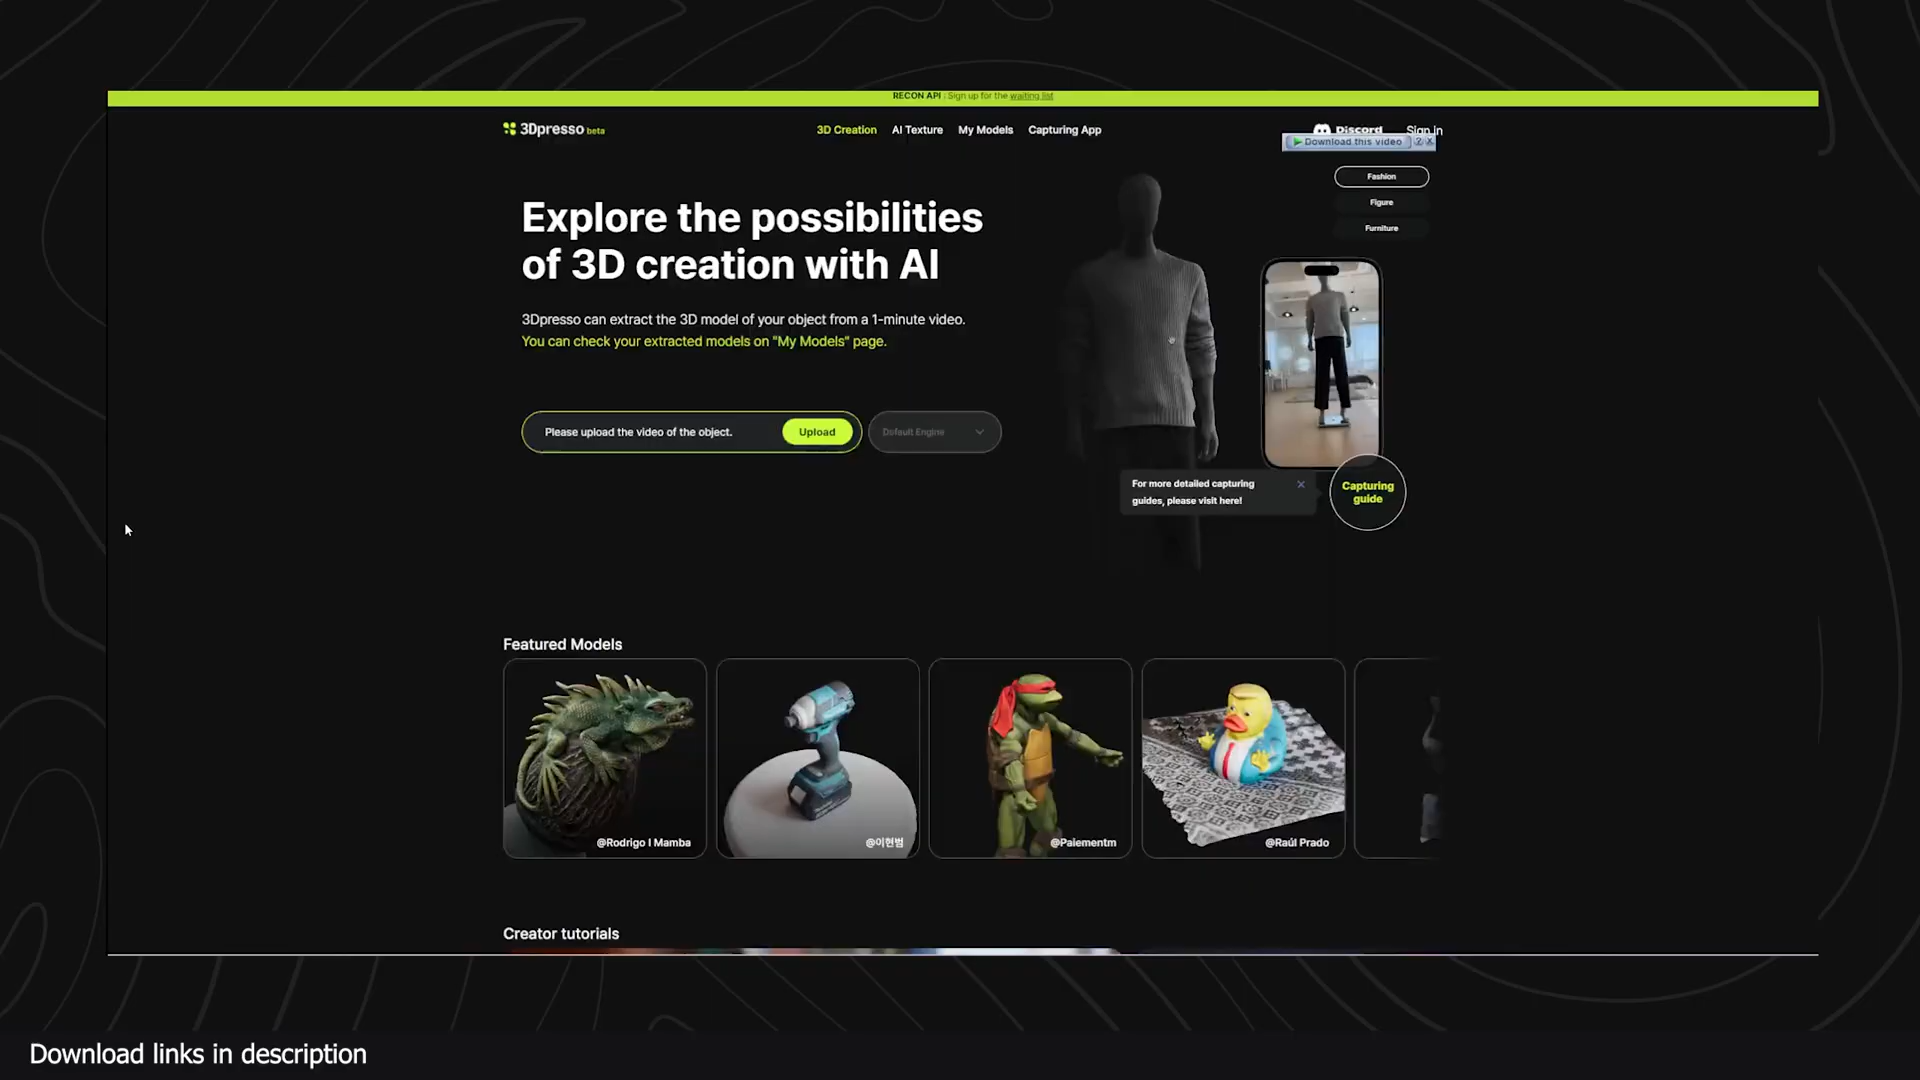 RECON API : Sign up for the waiting list
3Dpresso beta
3D Creation
AI Texture
My Models
Capturing App
Discord
Sign In
Download this video
Fashion
Figure
Furniture
Explore the possibilities
of 3D creation with AI
3Dpresso can extract the 3D model of your object from a 1-minute video.
You can check your extracted models on "My Models" page.
Please upload the video of the object.
Upload
Default Engine
For more detailed capturing
guides, please visit here!
Capturing
guide
Featured Models
@Rodrigo I Mamba
@이현범
@Paiementm
@Raúl Prado
Creator tutorials
Download links in description